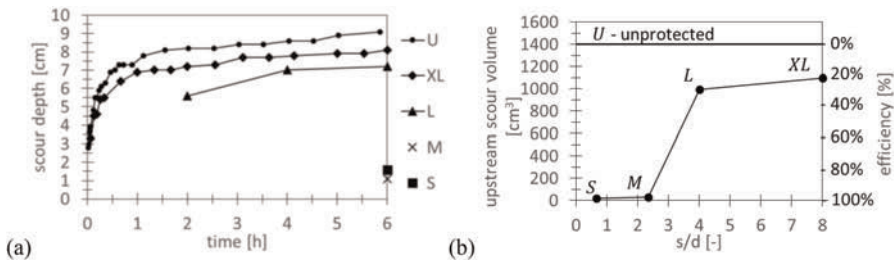 10
9
8
7
6
5
4
3
2
1
0
scour depth [cm]
0 1 2 3 4 5 6
time [h]
U
XL
L
M
S
(a)
1600
1400
1200
1000
800
600
400
200
0
upstream scour volume
[cm³]
U - unprotected
S
M
L
XL
0 1 2 3 4 5 6 7 8
s/d [-]
0%
20%
40%
60%
80%
100%
efficiency [%]
(b)